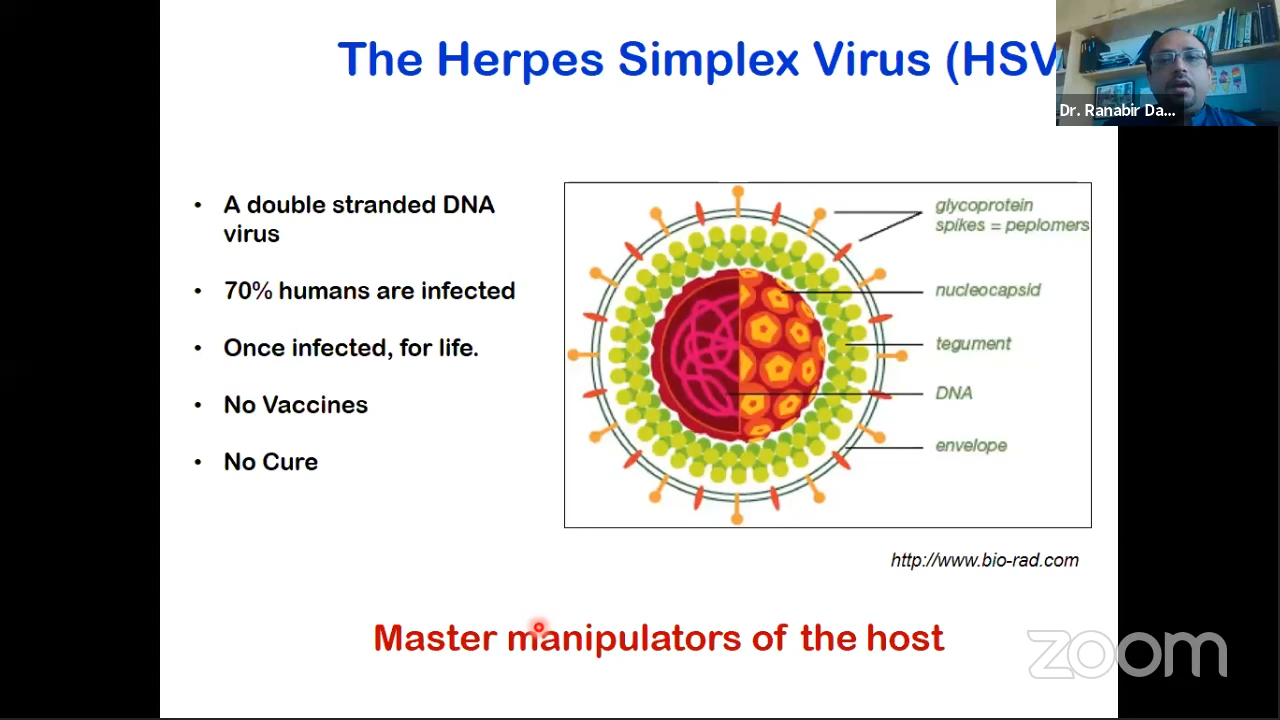 The Herpes Simplex Virus (HSV
Dr. Ranabir Da...
• A double stranded DNA
virus
• 70% humans are infected
• Once infected, for life.
• No Vaccines
• No Cure
glycoprotein
spikes = peplomers
nucleocapsid
tegument
DNA
envelope
http://www.bio-rad.com
Master manipulators of the host
zoom